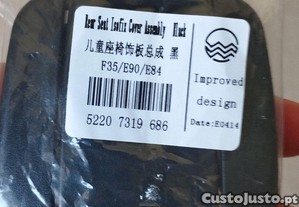 Rear Seat Isofix Cover Assembly Black
儿童座椅饰板总成 黑
F35/E90/E84
5220 7319 686
Improved
design
Date:E0414
CustoJusto.pt